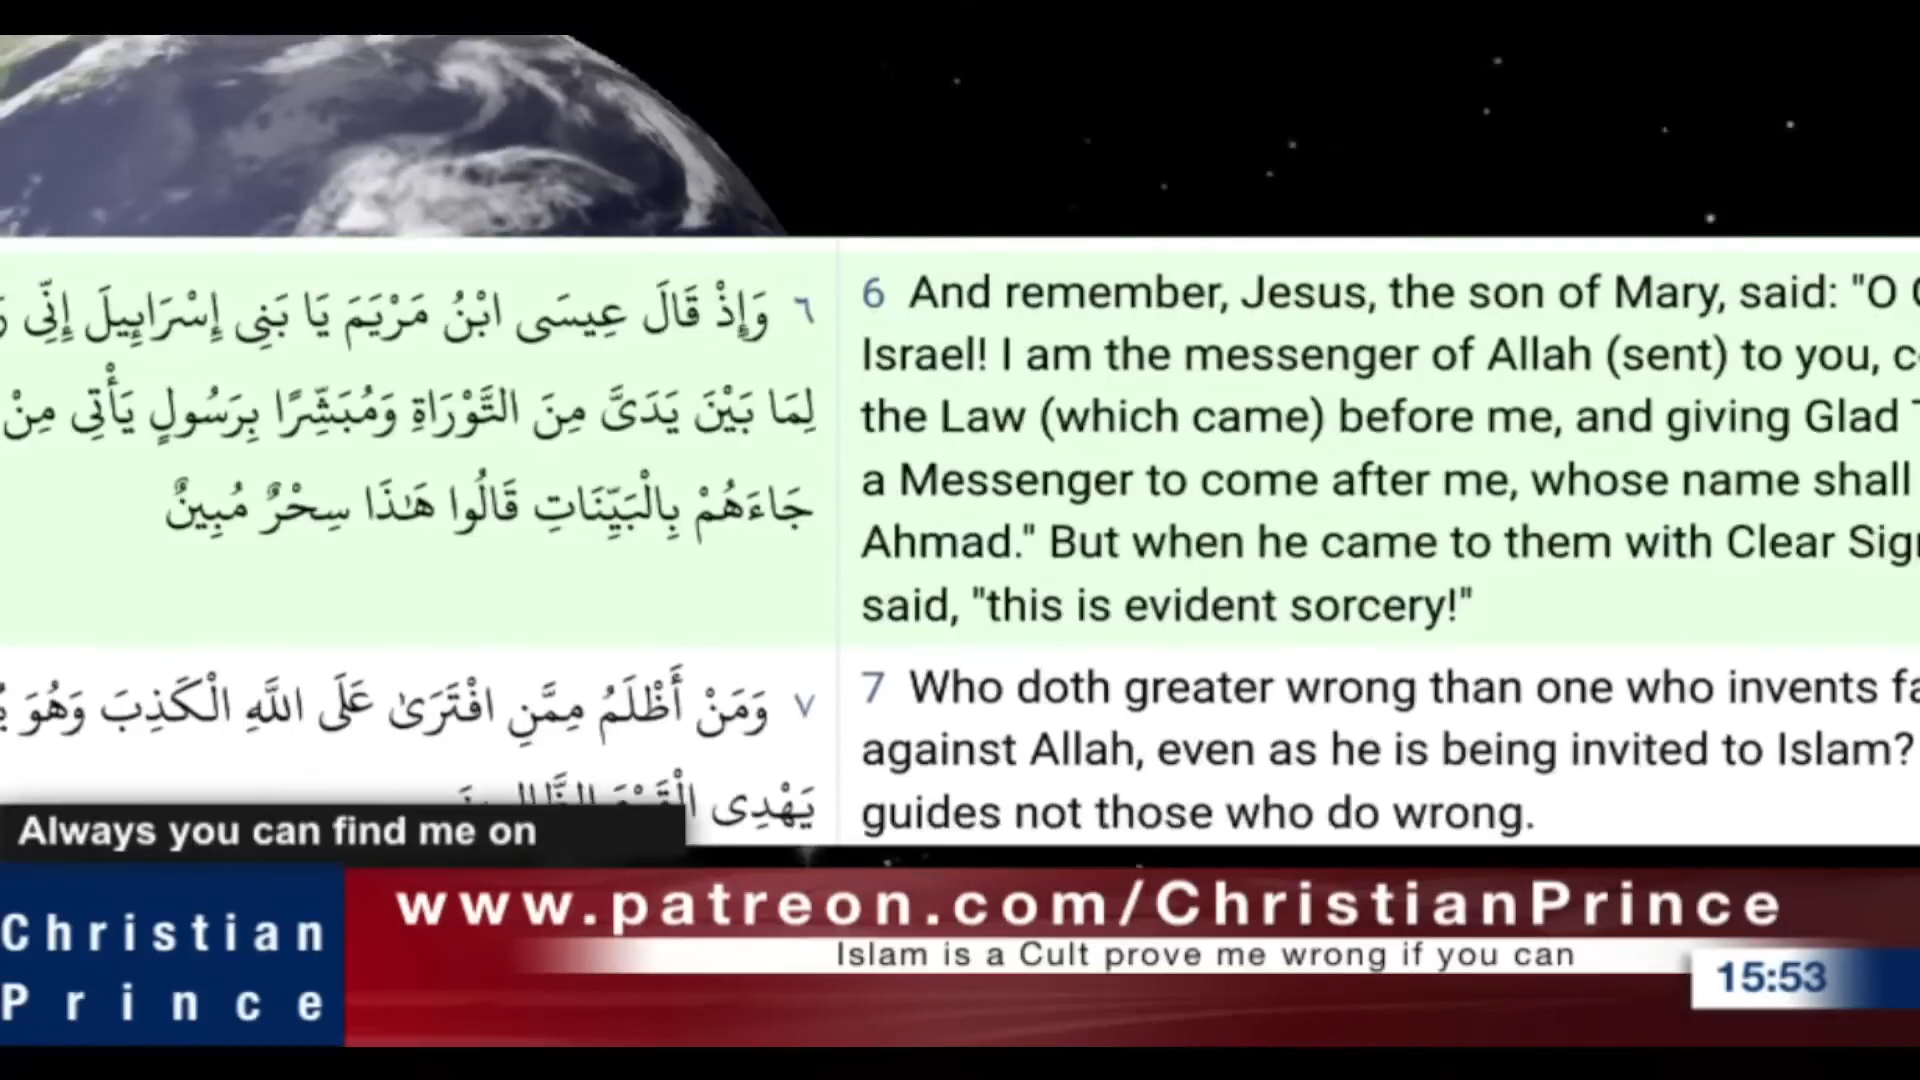 ٦ وَإِذْ قَالَ عِيسَى ابْنُ مَرْيَمَ يَا بَنِى إِسْرَابِيلَ إِنِّى
لِمَا بَيْنَ يَدَىَّ مِنَ التَّوْرَاةِ وَمُبَشِّرًا بِرَسُولٍ يَأْتِى مِنْ
جَاءَهُمْ بِالْبَيِّنَاتِ قَالُوا هَٰذَا سِحْرٌ مُبِينٌ
٧ وَمَنْ أَظْلَمُ مِمَّنِ افْتَرَىٰ عَلَى اللَّهِ الْكَذِبَ وَهُوَ
يَهْدِى
6 And remember, Jesus, the son of Mary, said: "O
Israel! I am the messenger of Allah (sent) to you,
the Law (which came) before me, and giving Glad
a Messenger to come after me, whose name shall
Ahmad." But when he came to them with Clear
said, "this is evident sorcery!"
7 Who doth greater wrong than one who invents
against Allah, even as he is being invited to Islam?
guides not those who do wrong.
Always you can find me on
Christian
Prince
www.patreon.com/ChristianPrince
Islam is a Cult prove me wrong if you can
15:53